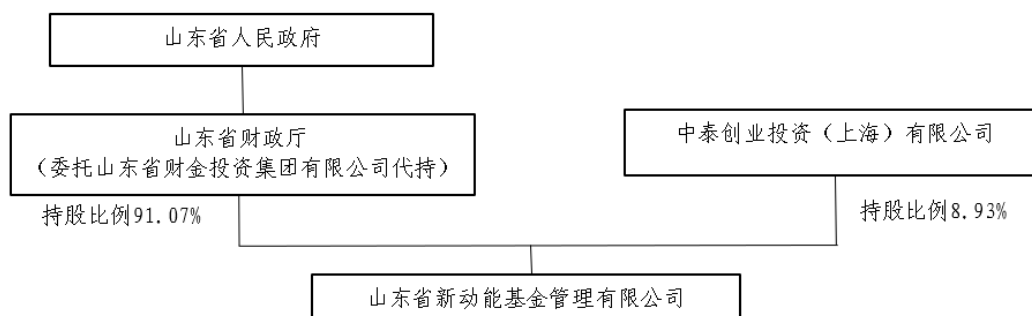 山东省人民政府
山东省财政厅
（委托山东省财金投资集团有限公司代持）
中泰创业投资（上海）有限公司
持股比例91.07%
持股比例8.93%
山东省新动能基金管理有限公司